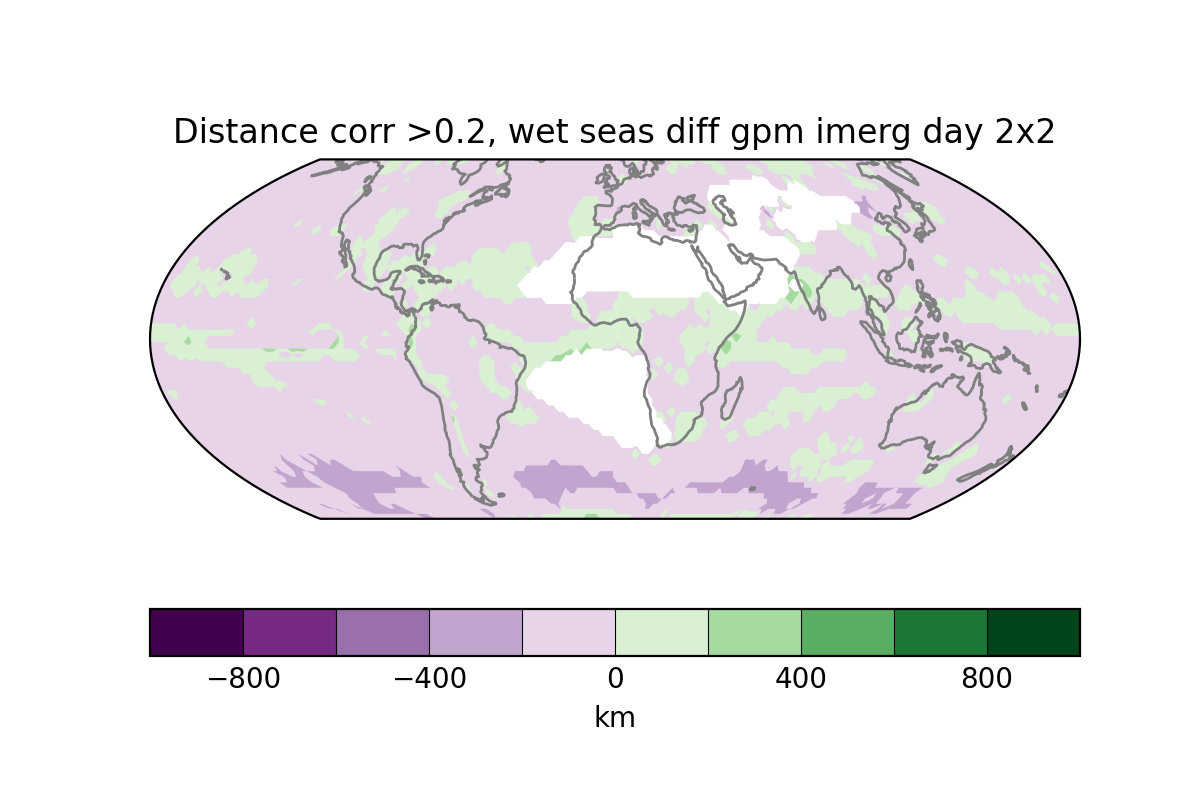 Distance corr >0.2, wet seas diff gpm imerg day 2x2
−800 −400 0 400 800
km